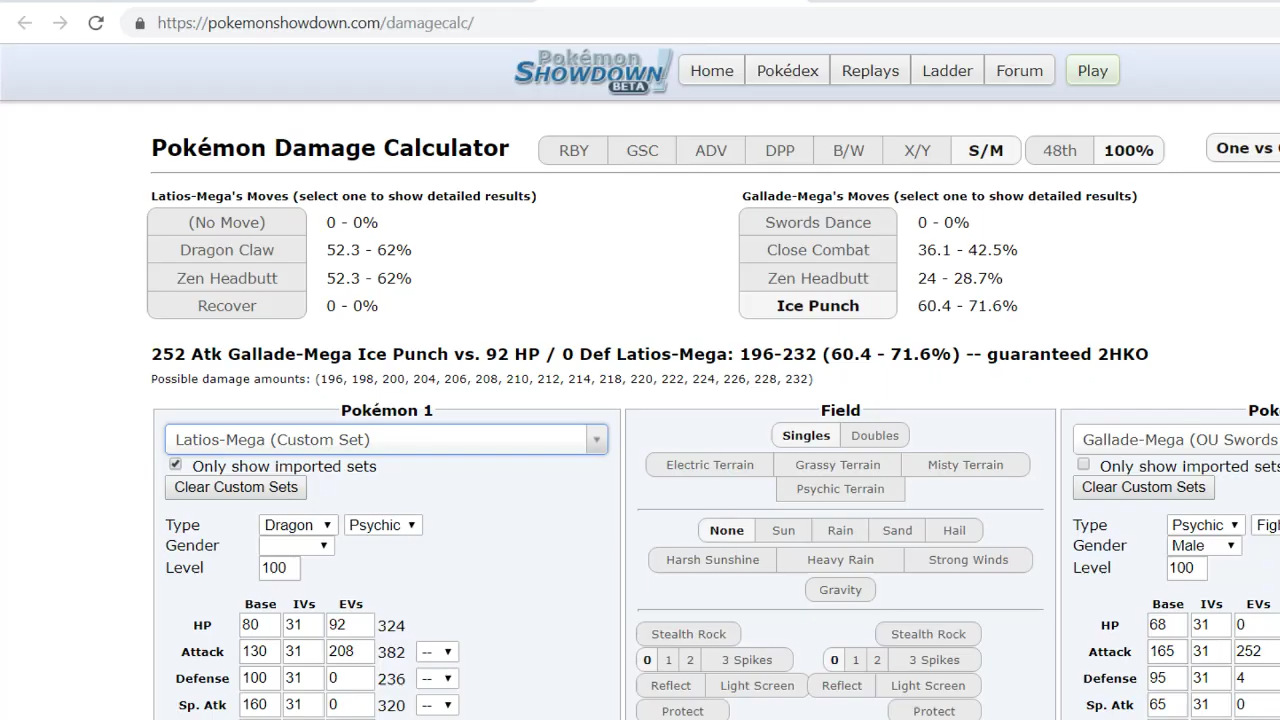 https://pokemonshowdown.com/damagecalc/
Pokémon
SHOWDOWN!
BETA
Home Pokédex Replays Ladder Forum Play
Pokémon Damage Calculator RBY GSC ADV DPP B/W X/Y S/M 48th 100% One vs
Latios-Mega's Moves (select one to show detailed results) Gallade-Mega's Moves (select one to show detailed results)
(No Move) 0 - 0% Swords Dance 0 - 0%
Dragon Claw 52.3 - 62% Close Combat 36.1 - 42.5%
Zen Headbutt 52.3 - 62% Zen Headbutt 24 - 28.7%
Recover 0 - 0% Ice Punch 60.4 - 71.6%
252 Atk Gallade-Mega Ice Punch vs. 92 HP / 0 Def Latios-Mega: 196-232 (60.4 - 71.6%) -- guaranteed 2HKO
Possible damage amounts: (196, 198, 200, 204, 206, 208, 210, 212, 214, 218, 220, 222, 224, 226, 228, 232)
Pokémon 1 Field Pok
Latios-Mega (Custom Set) Singles Doubles Gallade-Mega (OU Swords
Only show imported sets Electric Terrain Grassy Terrain Misty Terrain Only show imported sets
Clear Custom Sets Psychic Terrain Clear Custom Sets
Type Dragon Psychic None Sun Rain Sand Hail Type Psychic Figh
Gender Gender Male
Level 100 Harsh Sunshine Heavy Rain Strong Winds Level 100
Gravity
Base IVs EVs Base IVs EVs
HP 80 31 92 324 Stealth Rock Stealth Rock HP 68 31 0
Attack 130 31 208 382 -- 0 1 2 3 Spikes 0 1 2 3 Spikes Attack 165 31 252
Defense 100 31 0 236 -- Reflect Light Screen Reflect Light Screen Defense 95 31 4
Sp. Atk 160 31 0 320 -- Protect Protect Sp. Atk 65 31 0